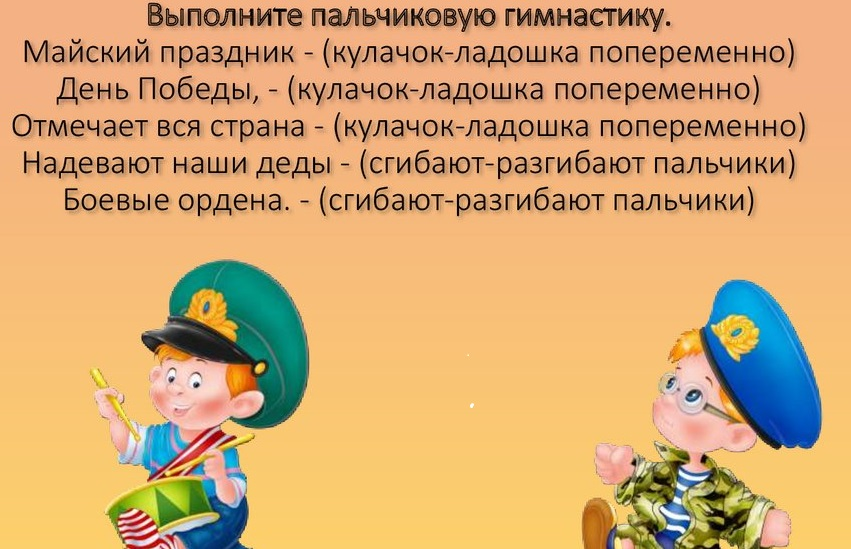 Выполните пальчиковую гимнастику.
Майский праздник - (кулачок-ладошка попеременно)
День Победы, - (кулачок-ладошка попеременно)
Отмечает вся страна - (кулачок-ладошка попеременно)
Надевают наши деды - (сгибают-разгибают пальчики)
Боевые ордена. - (сгибают-разгибают пальчики)